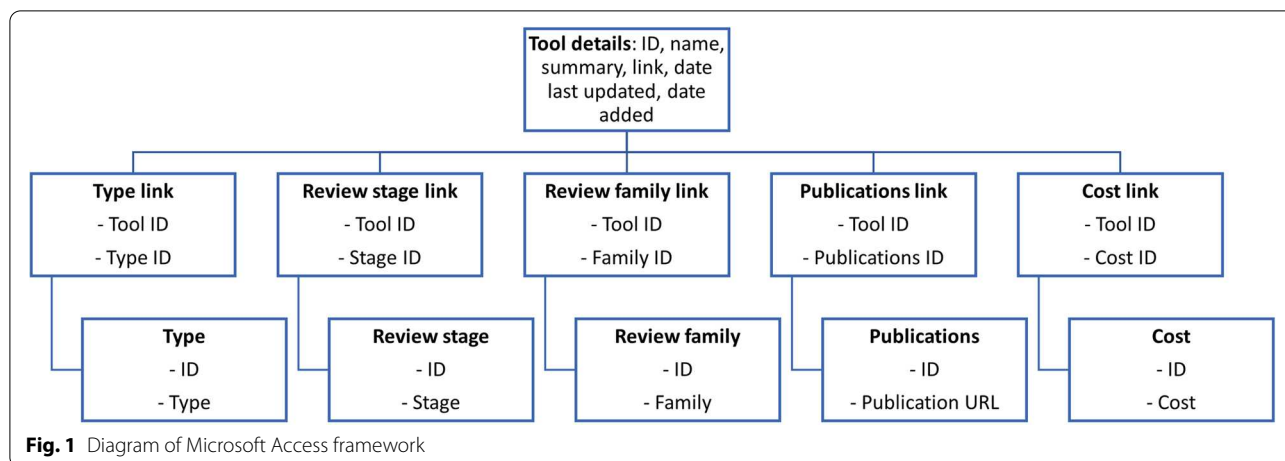 Tool details: ID, name,
summary, link, date
last updated, date
added
Type link
- Tool ID
- Type ID
Review stage link
- Tool ID
- Stage ID
Review family link
- Tool ID
- Family ID
Publications link
- Tool ID
- Publications ID
Cost link
- Tool ID
- Cost ID
Type
- ID
- Type
Review stage
- ID
- Stage
Review family
- ID
- Family
Publications
- ID
- Publication URL
Cost
- ID
- Cost
Fig. 1 Diagram of Microsoft Access framework